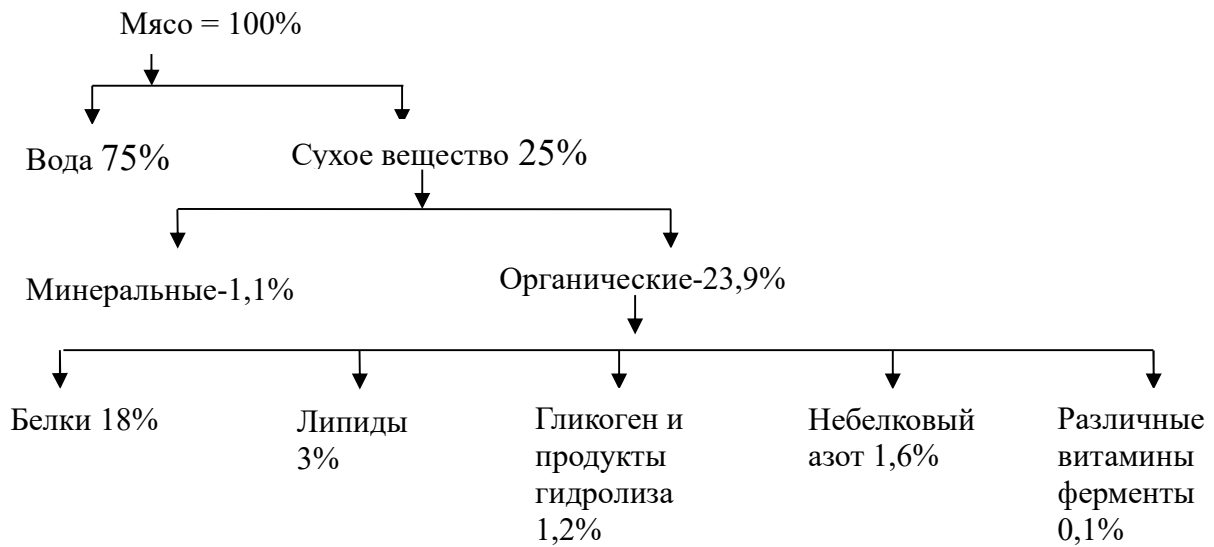 Мясо = 100%
Вода 75%
Сухое вещество 25%
Минеральные-1,1%
Органические-23,9%
Белки 18%
Липиды
3%
Гликоген и
продукты
гидролиза
1,2%
Небелковый
азот 1,6%
Различные
витамины
ферменты
0,1%